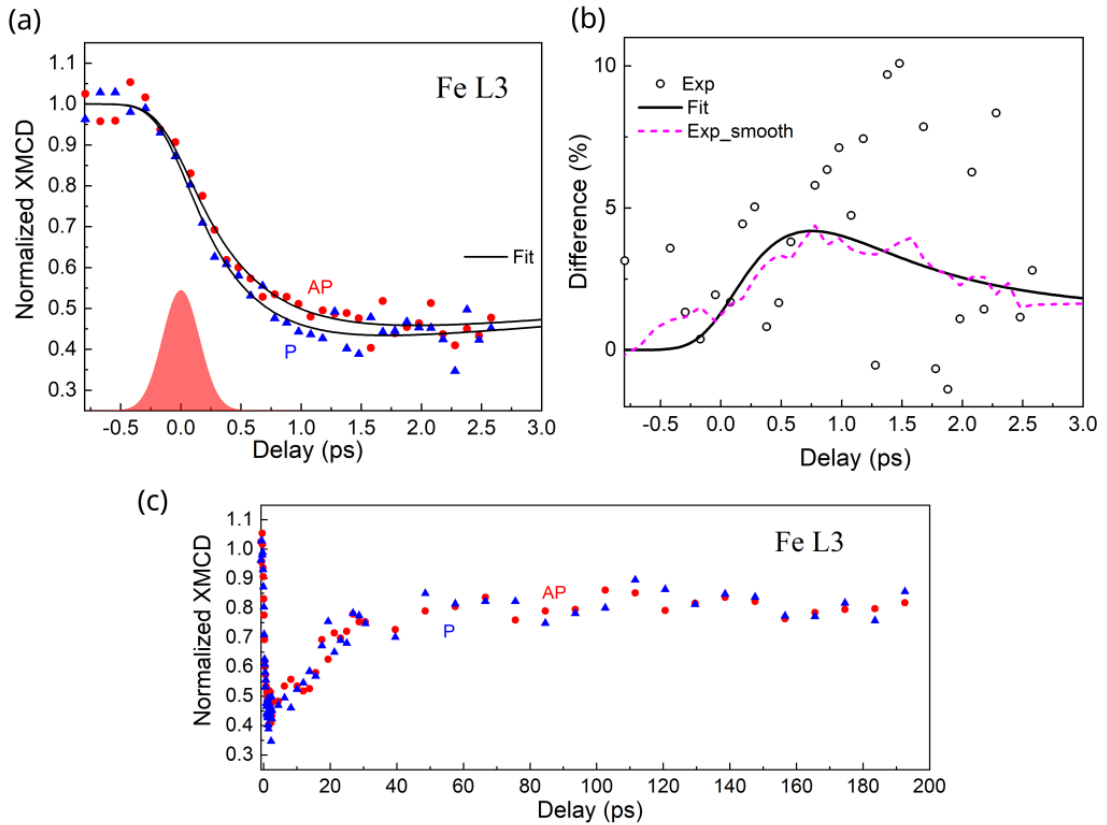 (a)
Normalized XMCD
1.1
1.0
0.9
0.8
0.7
0.6
0.5
0.4
0.3
Fe L3
Fit
AP
P
-0.5 0.0 0.5 1.0 1.5 2.0 2.5 3.0
Delay (ps)
(b)
Difference (%)
10
5
0
Exp
Fit
Exp_smooth
-0.5 0.0 0.5 1.0 1.5 2.0 2.5 3.0
Delay (ps)
(c)
Normalized XMCD
1.1
1.0
0.9
0.8
0.7
0.6
0.5
0.4
0.3
Fe L3
AP
P
0 20 40 60 80 100 120 140 160 180 200
Delay (ps)